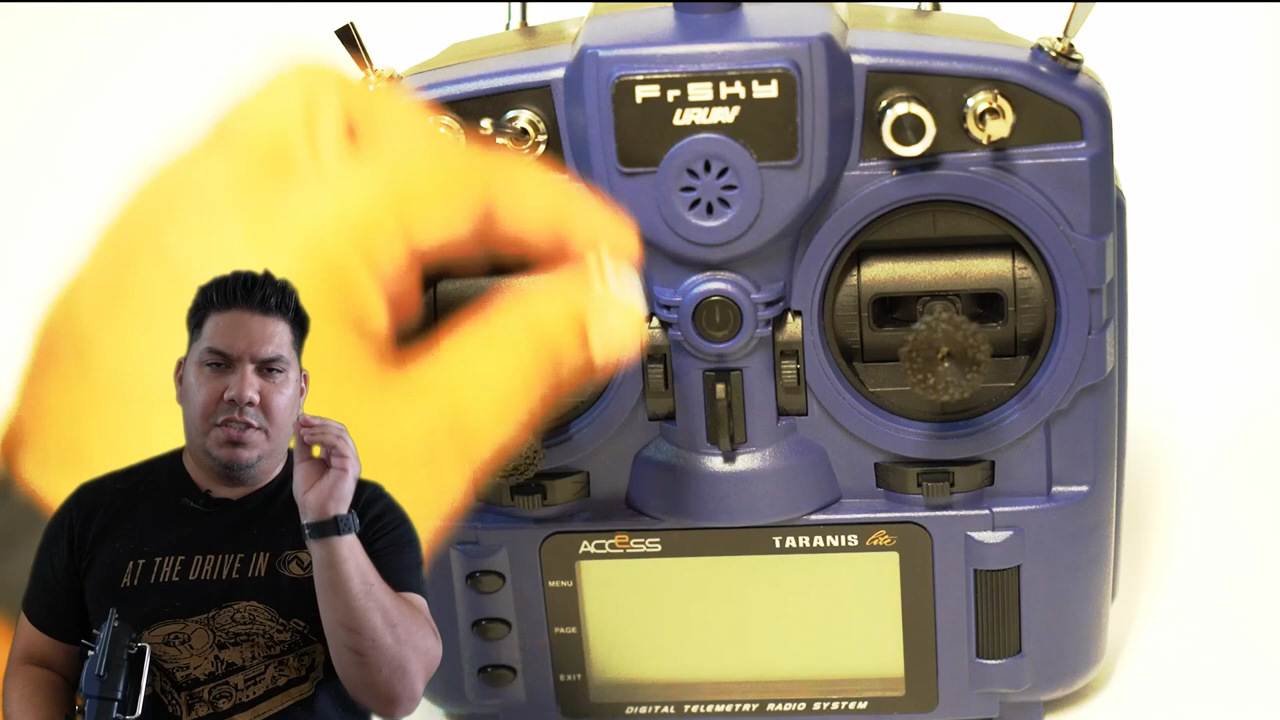 FrSKY
URUAV
ACCeSS
TARANIS lite
MENU
PAGE
EXIT
DIGITAL TELEMETRY RADIO SYSTEM
AT THE DRIVE IN